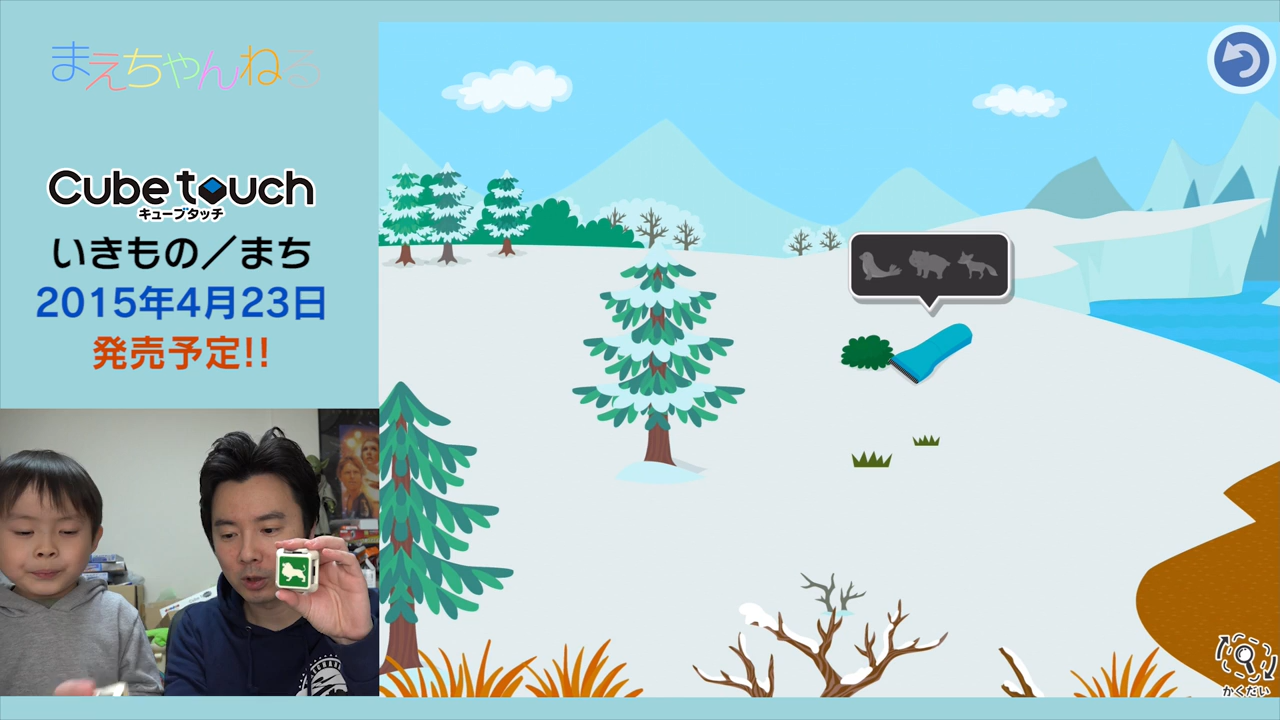 まえちゃんねる
Cube touch
キューブタッチ
いきもの／まち
2015年4月23日
発売予定!!
かくだい